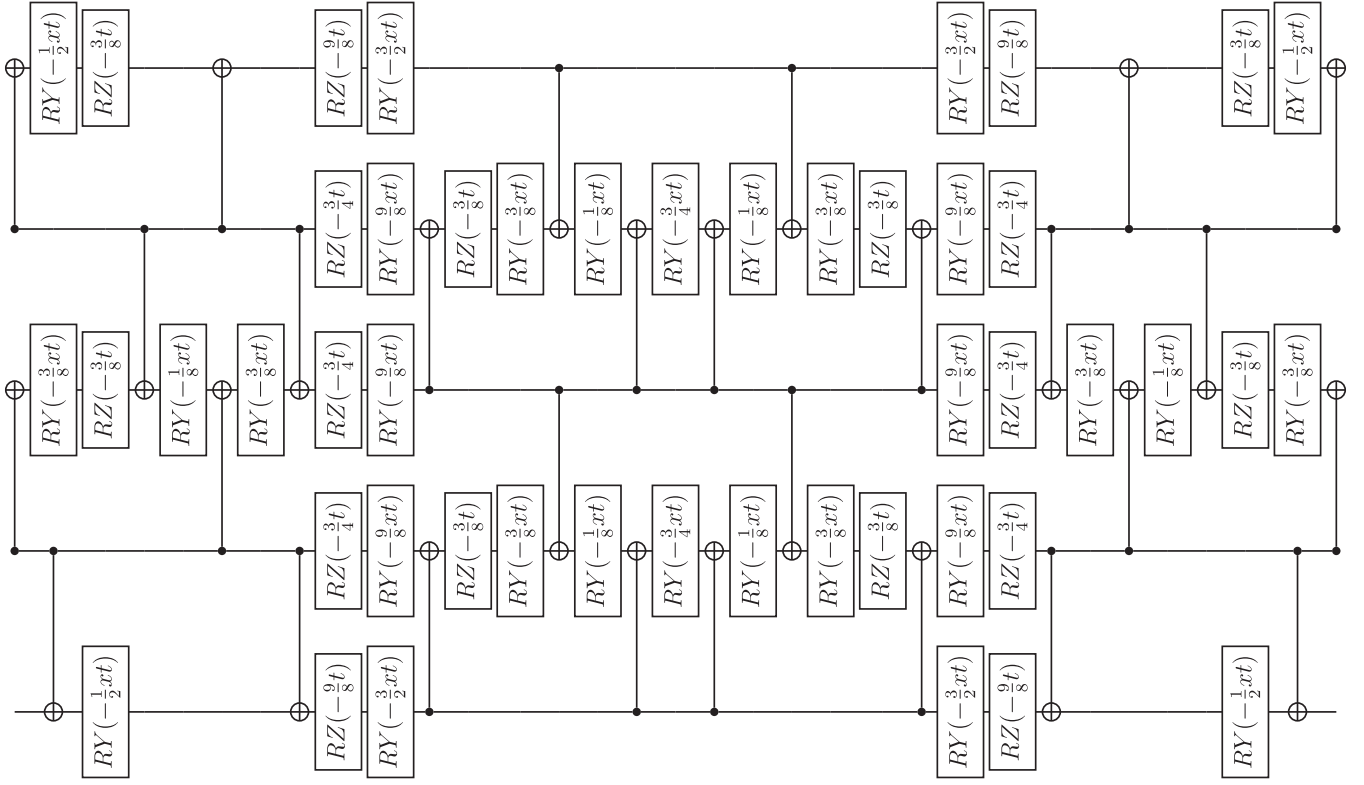 RY(−1/2xt)
RZ(−3/8t)
RZ(−9/8t)
RY(−3/2xt)
RY(−3/2xt)
RZ(−9/8t)
RZ(−3/8t)
RY(−1/2xt)
RZ(−3/4t)
RY(−9/8xt)
RZ(−3/8t)
RY(−3/8xt)
RY(−1/8xt)
RY(−3/4xt)
RY(−1/8xt)
RY(−3/8xt)
RZ(−3/8t)
RY(−9/8xt)
RZ(−3/4t)
RY(−3/8xt)
RZ(−3/8t)
RY(−1/8xt)
RY(−3/8xt)
RZ(−3/4t)
RY(−9/8xt)
RY(−9/8xt)
RZ(−3/4t)
RY(−3/8xt)
RY(−1/8xt)
RZ(−3/8t)
RY(−3/8xt)
RZ(−3/4t)
RY(−9/8xt)
RZ(−3/8t)
RY(−3/8xt)
RY(−1/8xt)
RY(−3/4xt)
RY(−1/8xt)
RY(−3/8xt)
RZ(−3/8t)
RY(−9/8xt)
RZ(−3/4t)
RY(−1/2xt)
RZ(−9/8t)
RY(−3/2xt)
RY(−3/2xt)
RZ(−9/8t)
RY(−1/2xt)